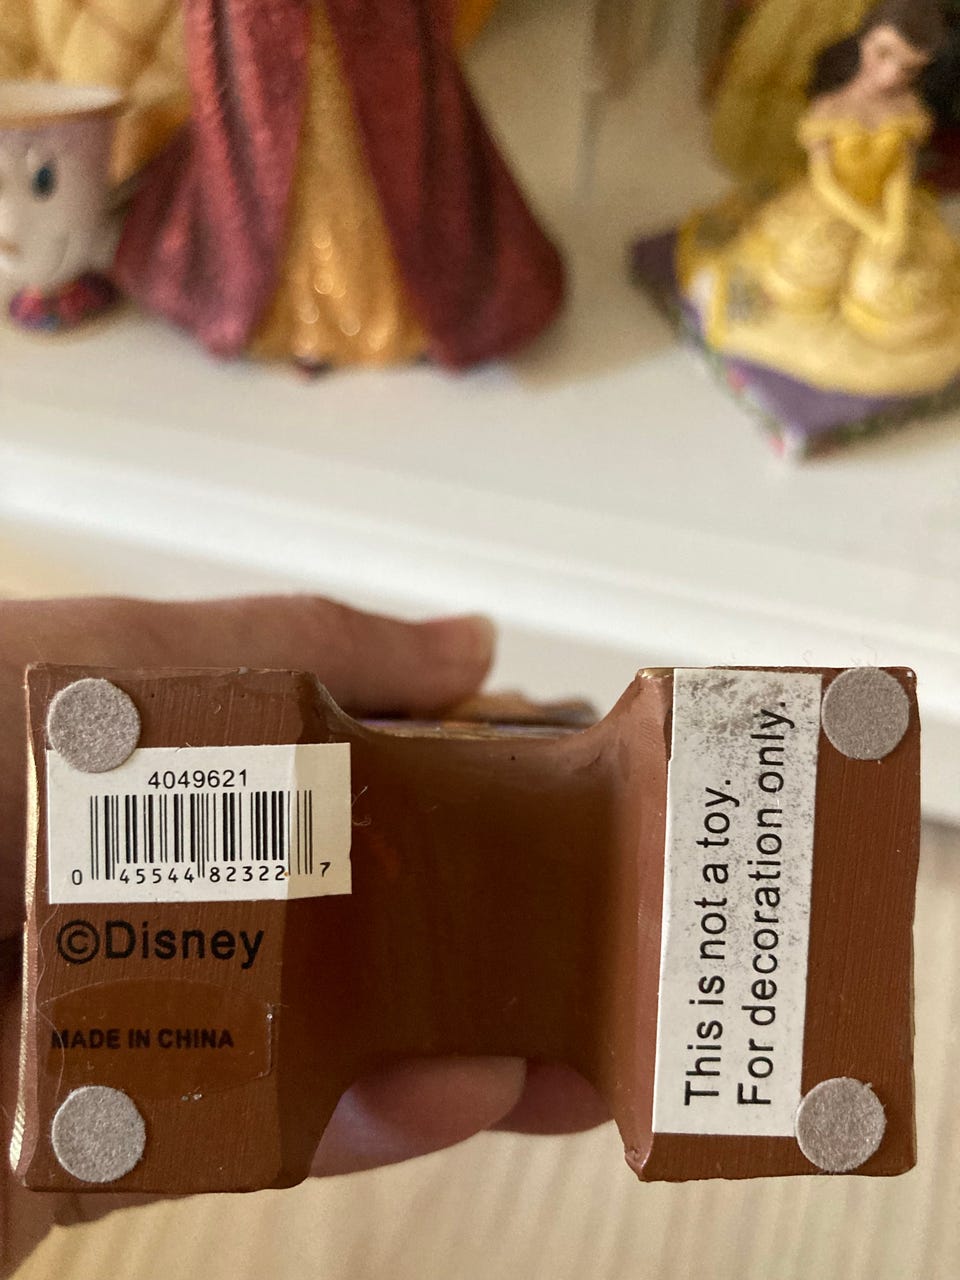 4049621
0 45544 82322 7
©Disney
MADE IN CHINA
This is not a toy.
For decoration only.